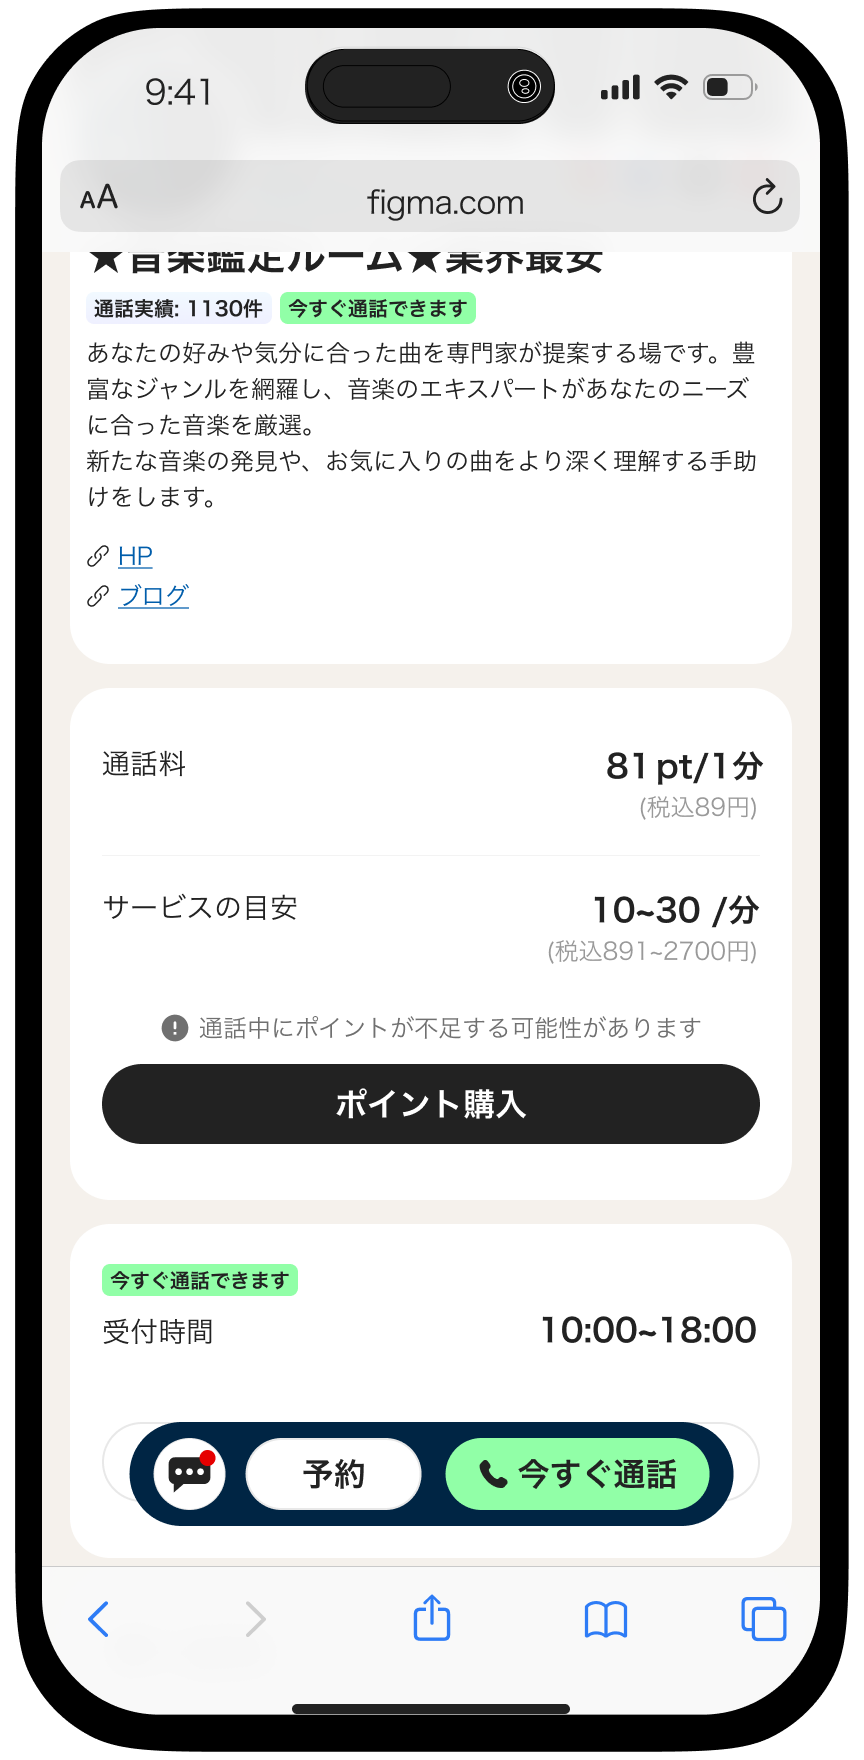 9:41
AA
figma.com
★音楽鑑定ルーム★業界最安
通話実績: 1130件 今すぐ通話できます
あなたの好みや気分に合った曲を専門家が提案する場です。豊
富なジャンルを網羅し、音楽のエキスパートがあなたのニーズ
に合った音楽を厳選。
新たな音楽の発見や、お気に入りの曲をより深く理解する手助
けをします。
HP
ブログ
通話料 81pt/1分
(税込89円)
サービスの目安 10~30 /分
(税込891~2700円)
通話中にポイントが不足する可能性があります
ポイント購入
今すぐ通話できます
受付時間 10:00~18:00
予約 今すぐ通話